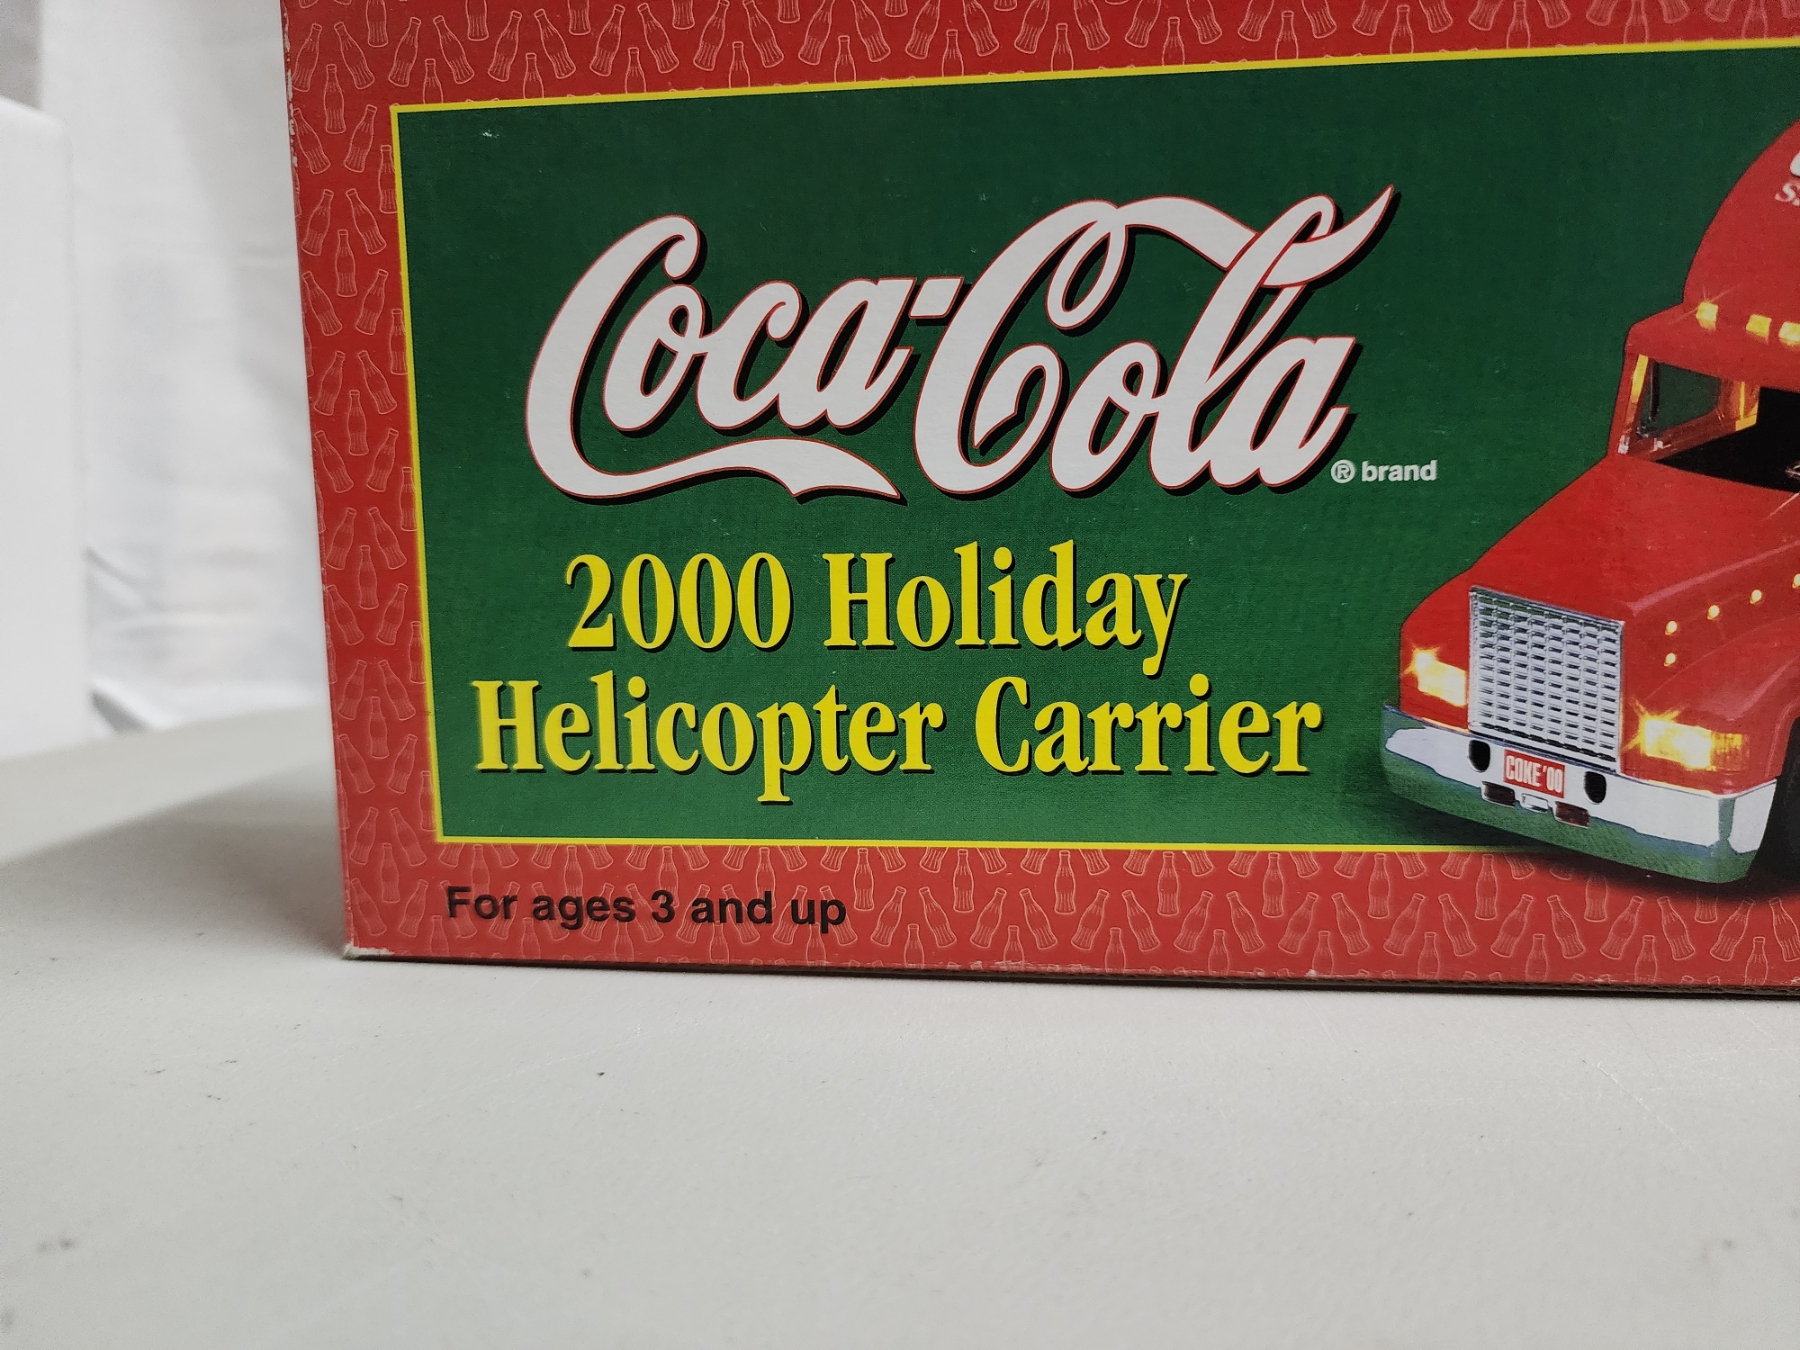 Coca-Cola
® brand
2000 Holiday
Helicopter Carrier
COKE '00
For ages 3 and up